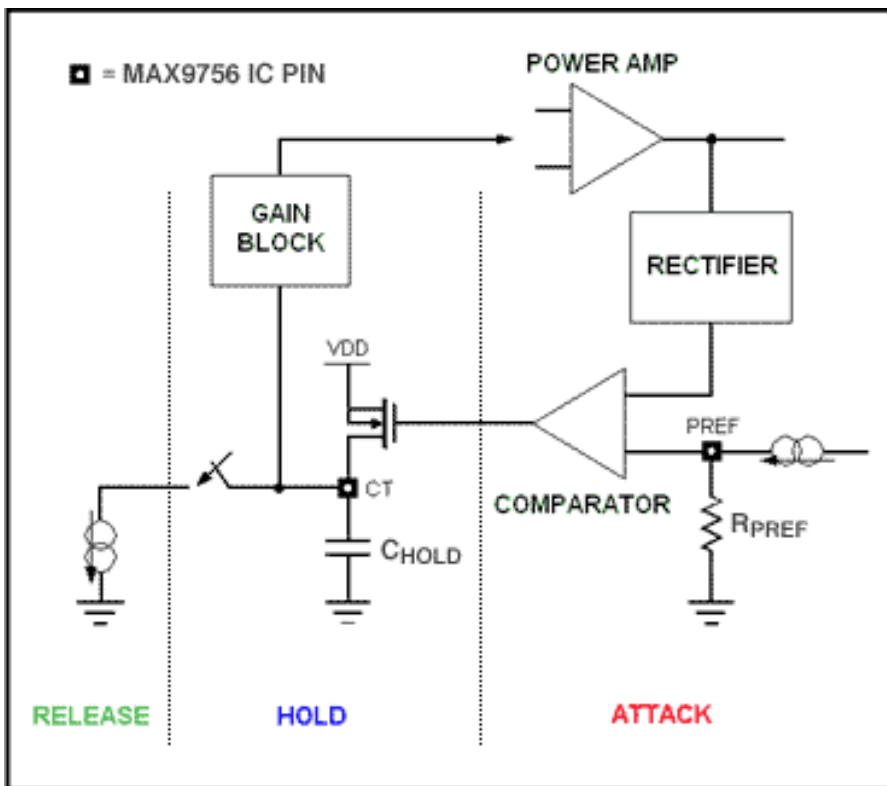 = MAX9756 IC PIN
POWER AMP
GAIN
BLOCK
RECTIFIER
VDD
PREF
CT
COMPARATOR
CHOLD
RPREF
RELEASE
HOLD
ATTACK